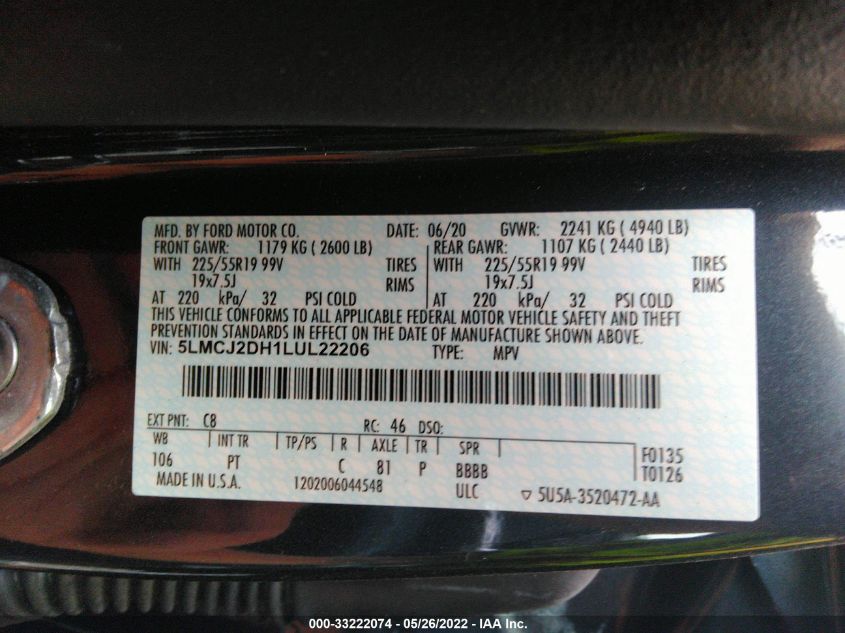 MFD. BY FORD MOTOR CO. DATE: 06/20 GVWR: 2241 KG ( 4940 LB)
FRONT GAWR: 1179 KG ( 2600 LB) REAR GAWR: 1107 KG ( 2440 LB)
WITH 225/55R19 99V TIRES WITH 225/55R19 99V TIRES
19x7.5J RIMS 19x7.5J RIMS
AT 220 kPa/ 32 PSI COLD AT 220 kPa/ 32 PSI COLD
THIS VEHICLE CONFORMS TO ALL APPLICABLE FEDERAL MOTOR VEHICLE SAFETY AND THEFT
PREVENTION STANDARDS IN EFFECT ON THE DATE OF MANUFACTURE SHOWN ABOVE.
VIN: 5LMCJ2DH1LUL22206 TYPE: MPV
EXT PNT: C8 RC: 46 DSO:
WB INT TR TP/PS R AXLE TR SPR F0135
106 PT C 81 P BBBB T0126
MADE IN U.S.A. 1202006044548 ULC ▽ 5U5A-3520472-AA
000-33222074 - 05/26/2022 - IAA Inc.